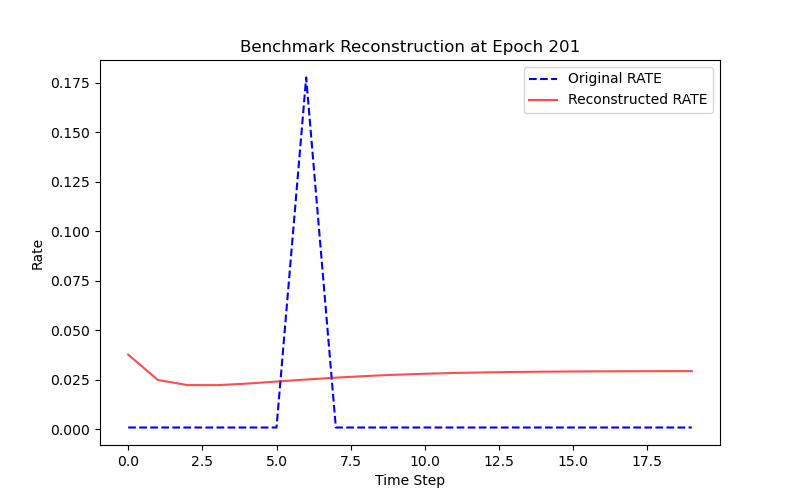 Benchmark Reconstruction at Epoch 201
Original RATE
Reconstructed RATE
0.175
0.150
0.125
0.100
0.075
0.050
0.025
0.000
Rate
0.0 2.5 5.0 7.5 10.0 12.5 15.0 17.5
Time Step